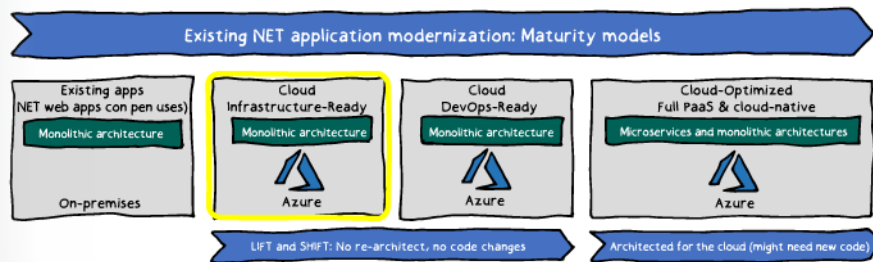 Existing NET application modernization: Maturity models
Existing apps
NET web apps con pen uses)
Monolithic architecture
On-premises
Cloud
Infrastructure-Ready
Monolithic architecture
Azure
Cloud
DevOps-Ready
Monolithic architecture
Azure
Cloud-Optimized
Full PaaS & cloud-native
Microservices and monolithic architectures
Azure
LIFT and SHIFT: No re-architect, no code changes
Architected for the cloud (might need new code)